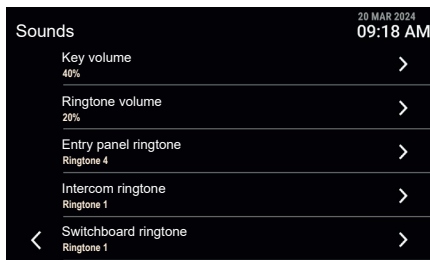 Sounds
20 MAR 2024
09:18 AM
Key volume
40%
Ringtone volume
20%
Entry panel ringtone
Ringtone 4
Intercom ringtone
Ringtone 1
Switchboard ringtone
Ringtone 1